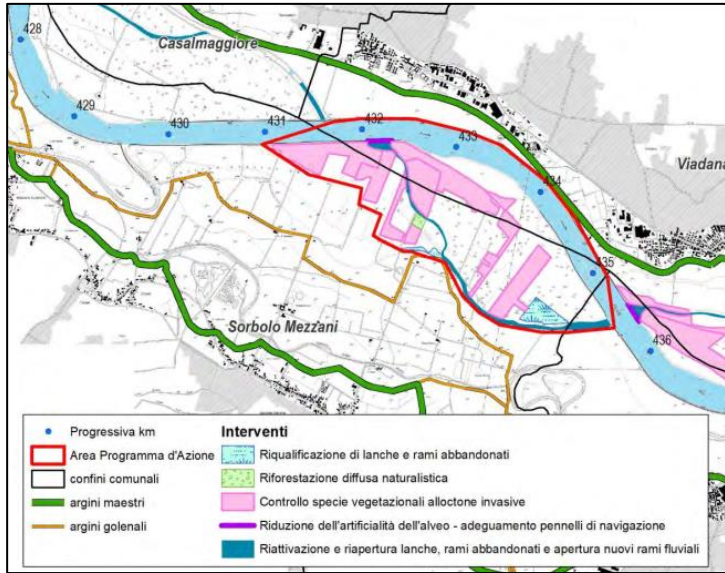 428
Casalmaggiore
429
430
431
432
433
434
Viadana
435
436
Sorbolo Mezzani
Progressiva km
Area Programma d'Azione
confini comunali
argini maestri
argini golenali
Interventi
Riqualificazione di lanche e rami abbandonati
Riforestazione diffusa naturalistica
Controllo specie vegetazionali alloctone invasive
Riduzione dell'artificialità dell'alveo - adeguamento pennelli di navigazione
Riattivazione e riapertura lanche, rami abbandonati e apertura nuovi rami fluviali